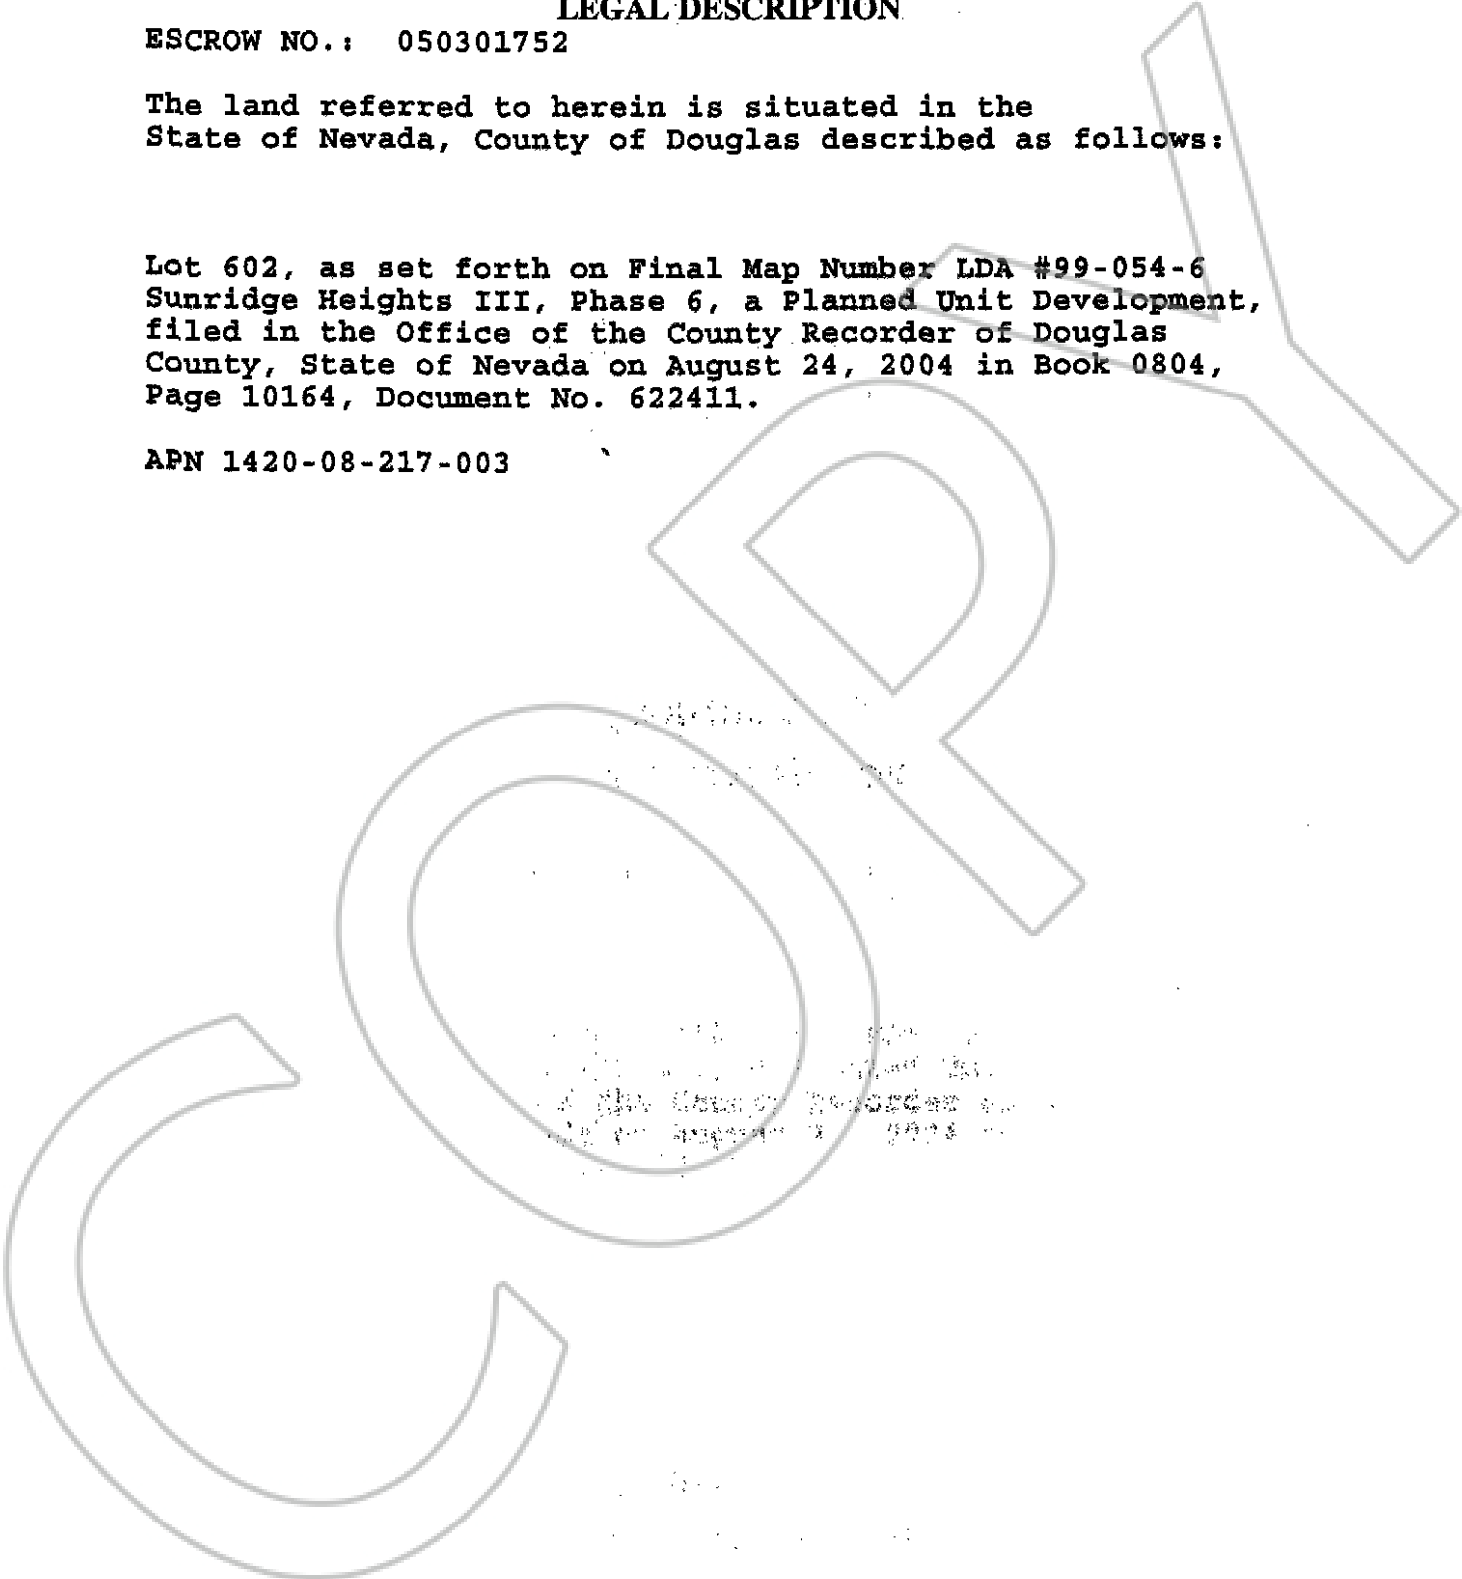 LEGAL DESCRIPTION
ESCROW NO.: 050301752
The land referred to herein is situated in the
State of Nevada, County of Douglas described as follows:
Lot 602, as set forth on Final Map Number LDA #99-054-6
Sunridge Heights III, Phase 6, a Planned Unit Development,
filed in the Office of the County Recorder of Douglas
County, State of Nevada on August 24, 2004 in Book 0804,
Page 10164, Document No. 622411.
APN 1420-08-217-003
COPY